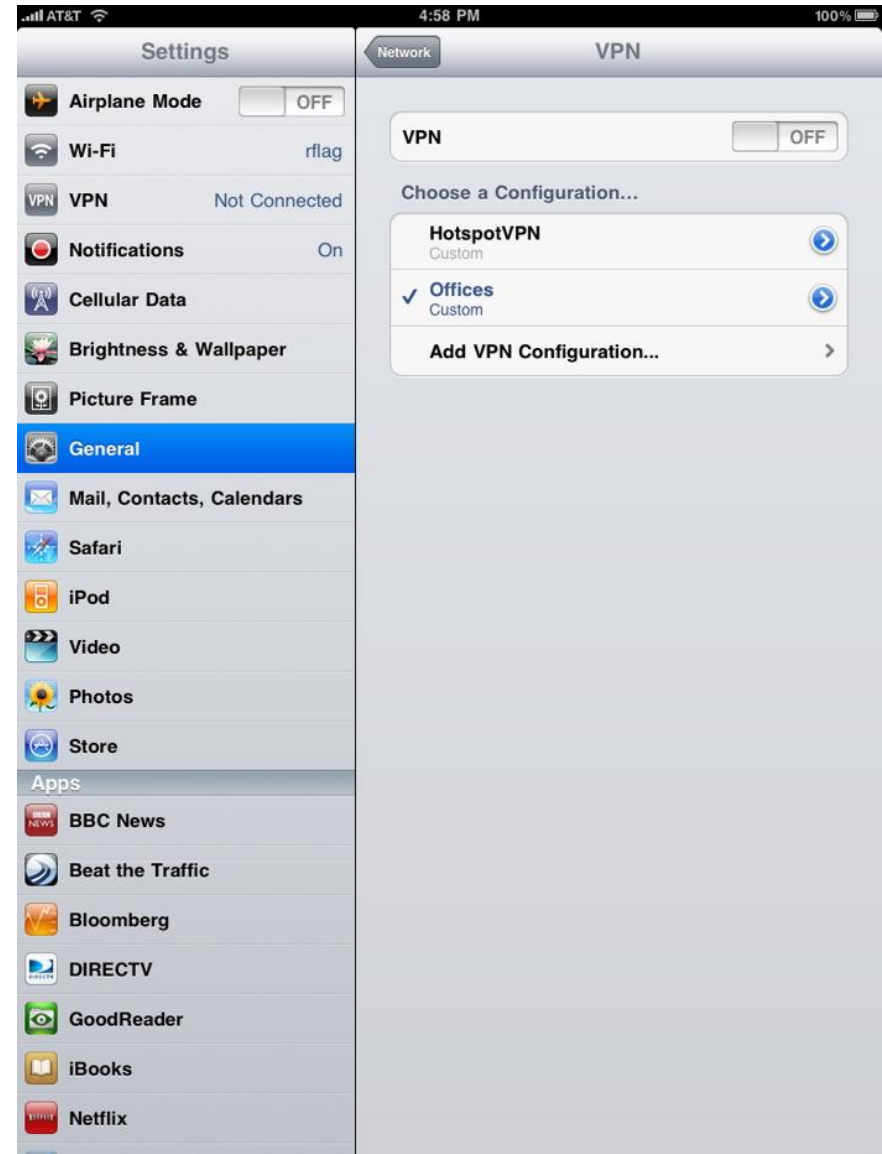 AT&T
4:58 PM
100%
Settings
Network
VPN
Airplane Mode
OFF
Wi-Fi
rflag
VPN
VPN
Not Connected
Notifications
On
Cellular Data
Brightness & Wallpaper
Picture Frame
General
Mail, Contacts, Calendars
Safari
iPod
Video
Photos
Store
Apps
NEWS
BBC News
Beat the Traffic
Bloomberg
DIRECTV
DIRECTV
GoodReader
iBooks
NETFLIX
Netflix
VPN
OFF
Choose a Configuration...
HotspotVPN
Custom
Offices
Custom
Add VPN Configuration...